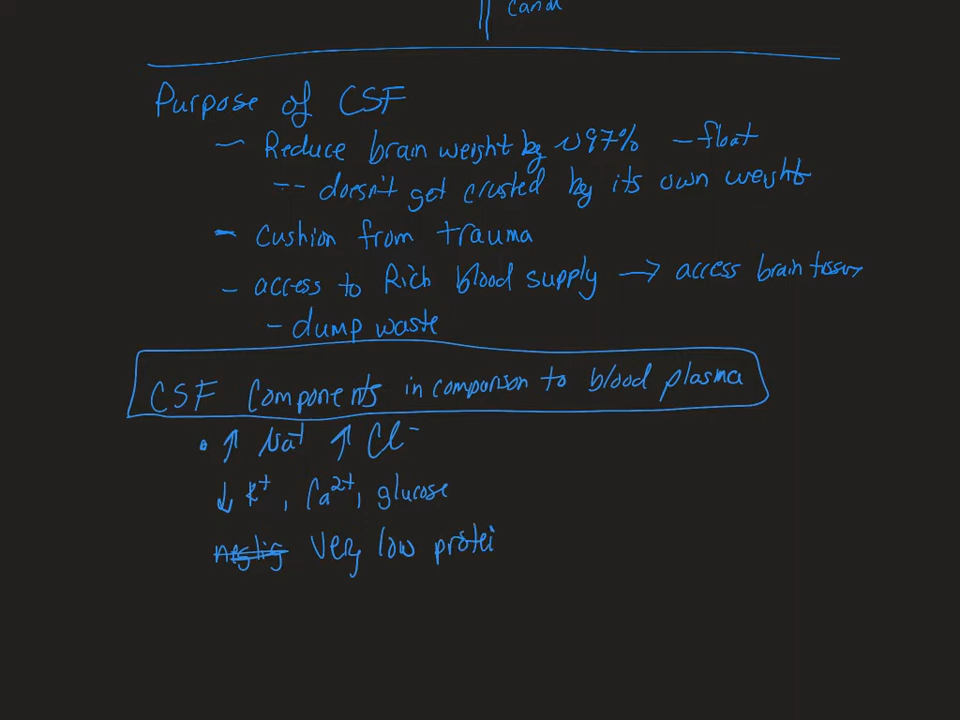 Canal
Purpose of CSF
- Reduce brain weight by ~97% - float
-- doesn't get crusted by its own weight
- Cushion from trauma
- access to Rich blood supply → access brain tissue
- dump waste
CSF Components in comparison to blood plasma
• ↑ Na+ ↑ Cl-
↓ K+, Ca2+, glucose
neglig Very low protei